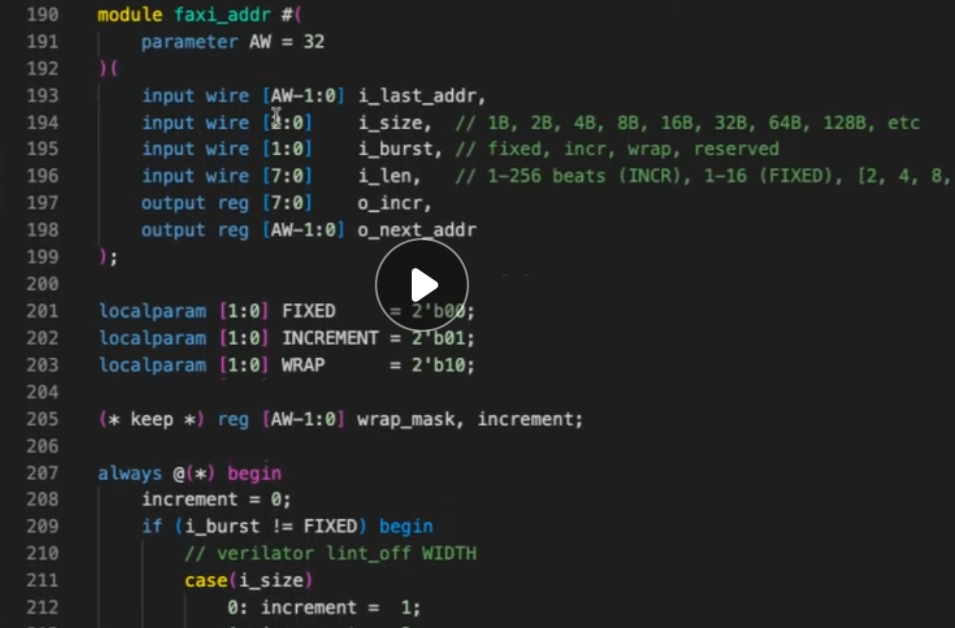 190 module faxi_addr #(
191 parameter AW = 32
192 )(
193 input wire [AW-1:0] i_last_addr,
194 input wire [2:0] i_size, // 1B, 2B, 4B, 8B, 16B, 32B, 64B, 128B, etc
195 input wire [1:0] i_burst, // fixed, incr, wrap, reserved
196 input wire [7:0] i_len, // 1-256 beats (INCR), 1-16 (FIXED), [2, 4, 8,
197 output reg [7:0] o_incr,
198 output reg [AW-1:0] o_next_addr
199 );
200
201 localparam [1:0] FIXED = 2'b00;
202 localparam [1:0] INCREMENT = 2'b01;
203 localparam [1:0] WRAP = 2'b10;
204
205 (* keep *) reg [AW-1:0] wrap_mask, increment;
206
207 always @(*) begin
208 increment = 0;
209 if (i_burst != FIXED) begin
210 // verilator lint_off WIDTH
211 case(i_size)
212 0: increment = 1;